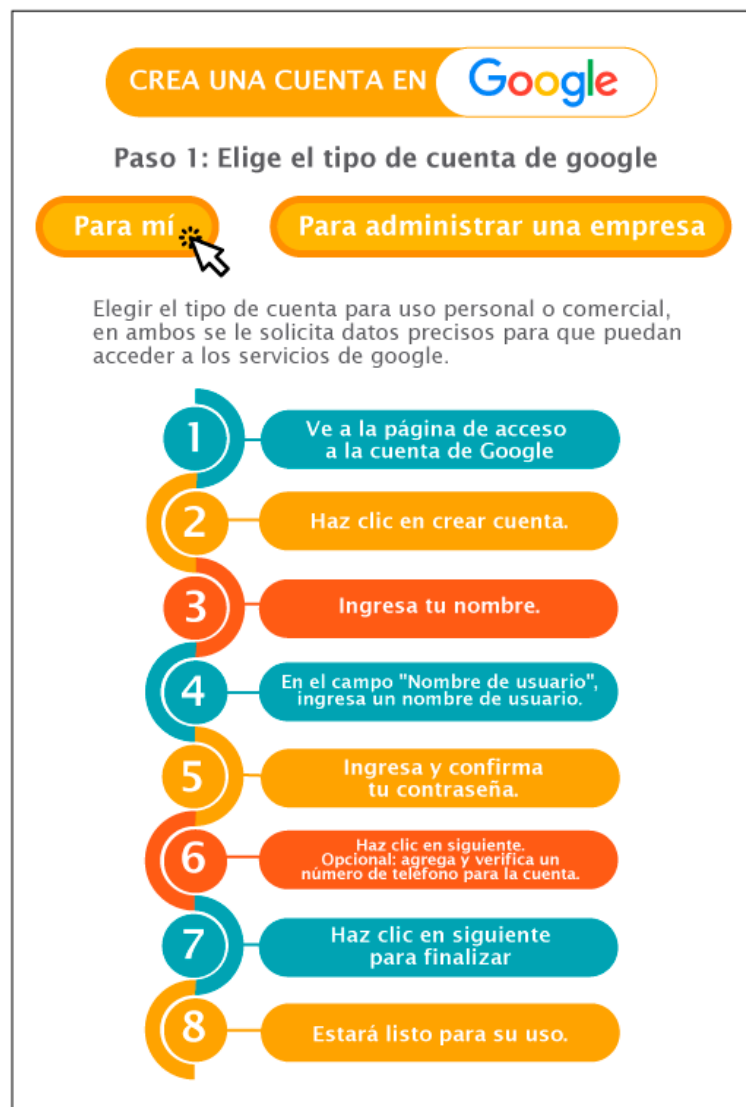 CREA UNA CUENTA EN Google
Paso 1: Elige el tipo de cuenta de google
Para mí
Para administrar una empresa
Elegir el tipo de cuenta para uso personal o comercial,
en ambos se le solicita datos precisos para que puedan
acceder a los servicios de google.
1
Ve a la página de acceso
a la cuenta de Google
2
Haz clic en crear cuenta.
3
Ingresa tu nombre.
4
En el campo "Nombre de usuario",
ingresa un nombre de usuario.
5
Ingresa y confirma
tu contraseña.
6
Haz clic en siguiente.
Opcional: agrega y verifica un
número de teléfono para la cuenta.
7
Haz clic en siguiente
para finalizar
8
Estará listo para su uso.